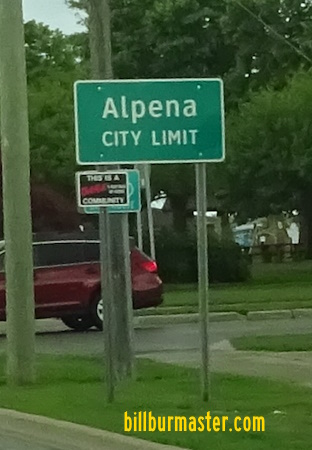 Alpena
CITY LIMIT
THIS IS A
COMMUNITY
billburmaster.com